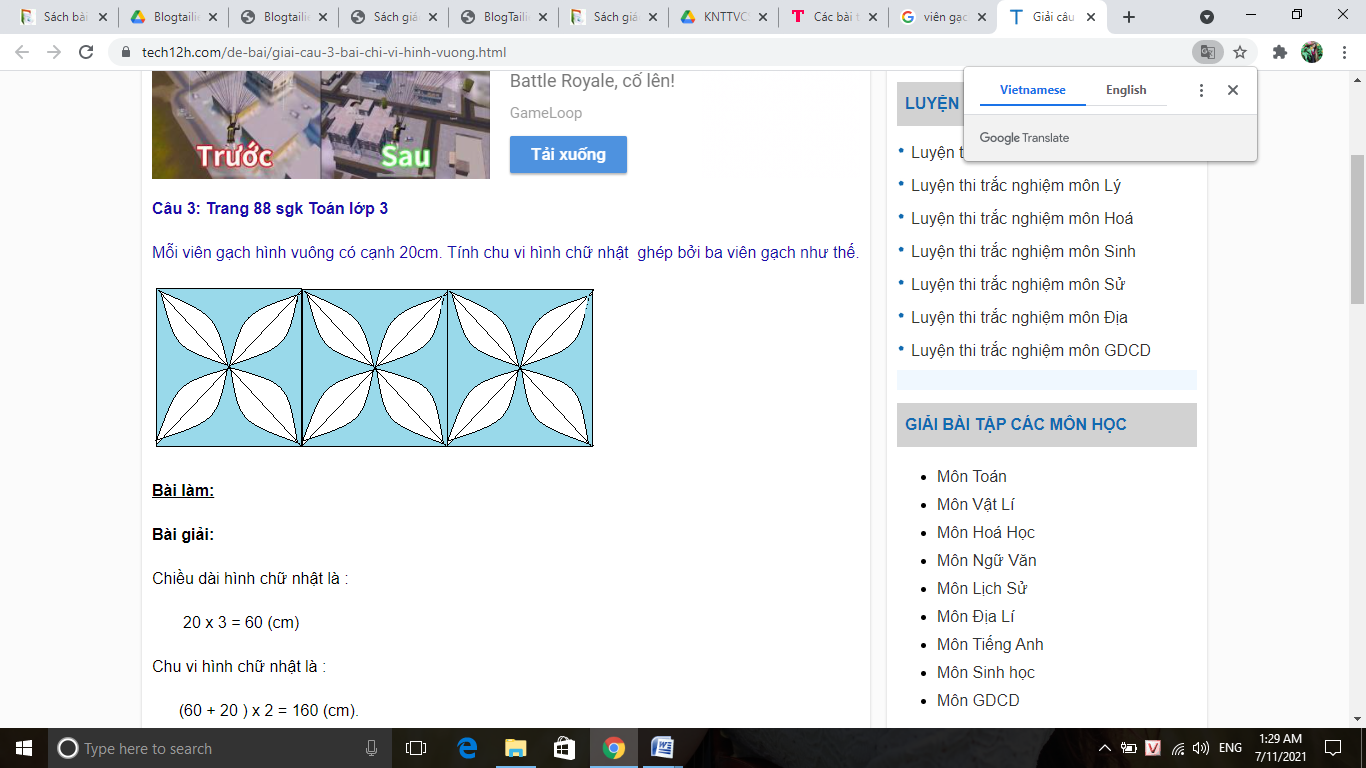 Sách bài
Blogtailie
Blogtailie
Sách giá
BlogTailir
Sách giá
KNTTVCS
Các bài t
viên gạch
Giải câu
tech12h.com/de-bai/giai-cau-3-bai-chi-vi-hinh-vuong.html
Vietnamese
English
Google Translate
Trước
Sau
Battle Royale, cố lên!
GameLoop
Tải xuống
Câu 3: Trang 88 sgk Toán lớp 3
Mỗi viên gạch hình vuông có cạnh 20cm. Tính chu vi hình chữ nhật ghép bởi ba viên gạch như thế.
Bài làm:
Bài giải:
Chiều dài hình chữ nhật là :
20 x 3 = 60 (cm)
Chu vi hình chữ nhật là :
(60 + 20 ) x 2 = 160 (cm).
LUYỆN
Luyện t
Luyện thi trắc nghiệm môn Lý
Luyện thi trắc nghiệm môn Hoá
Luyện thi trắc nghiệm môn Sinh
Luyện thi trắc nghiệm môn Sử
Luyện thi trắc nghiệm môn Địa
Luyện thi trắc nghiệm môn GDCD
GIẢI BÀI TẬP CÁC MÔN HỌC
Môn Toán
Môn Vật Lí
Môn Hoá Học
Môn Ngữ Văn
Môn Lịch Sử
Môn Địa Lí
Môn Tiếng Anh
Môn Sinh học
Môn GDCD
Type here to search
ENG
1:29 AM
7/11/2021